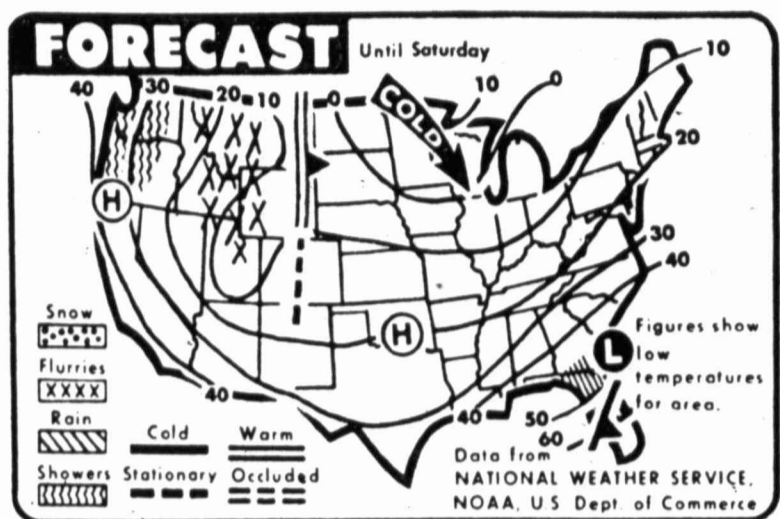 FORECAST
Until Saturday
40 30 20 10 0 10 0 10
COLD
20
H
30
40
Snow
H
L
Figures show
Flurries
low
XXXX
temperatures
40
40
50
for area.
Rain
Cold
Warm
60
Data from
Showers
Stationary
Occluded
NATIONAL WEATHER SERVICE,
NOAA, U.S Dept. of Commerce